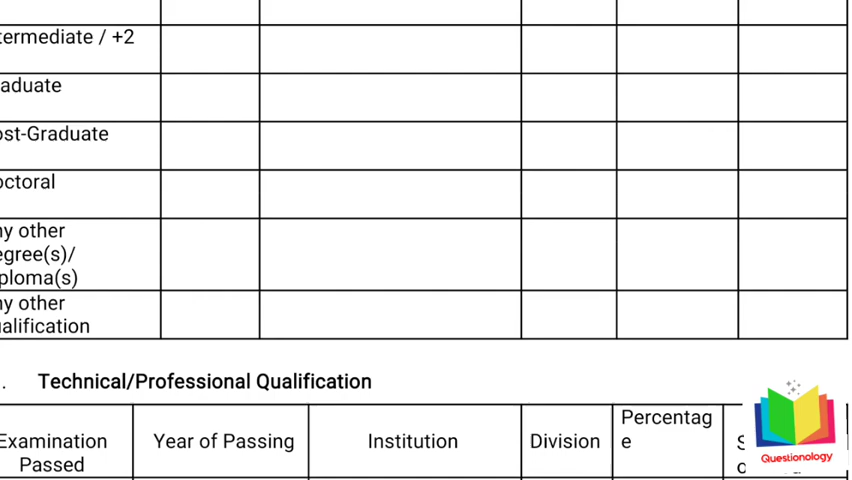 termediate / +2
aduate
ost-Graduate
octoral
ny other
egree(s)/
ploma(s)
ny other
ualification
. Technical/Professional Qualification
Examination
Passed
Year of Passing
Institution
Division
Percentag
e
Questionology